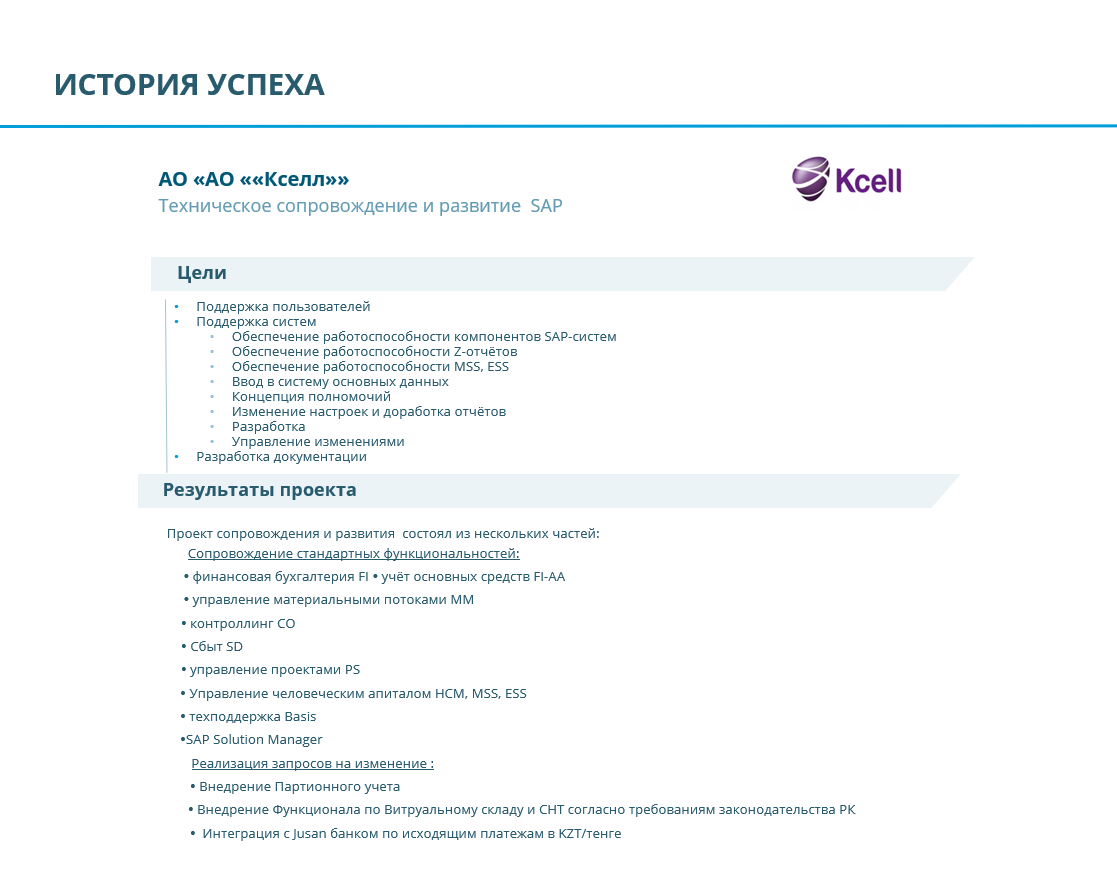 ИСТОРИЯ УСПЕХА
АО «АО ««Кселл»»
Kcell
Техническое сопровождение и развитие SAP
Цели
• Поддержка пользователей
• Поддержка систем
• Обеспечение работоспособности компонентов SAP-систем
• Обеспечение работоспособности Z-отчётов
• Обеспечение работоспособности MSS, ESS
• Ввод в систему основных данных
• Концепция полномочий
• Изменение настроек и доработка отчётов
• Разработка
• Управление изменениями
• Разработка документации
Результаты проекта
Проект сопровождения и развития состоял из нескольких частей:
Сопровождение стандартных функциональностей:
• финансовая бухгалтерия FI • учёт основных средств FI-AA
• управление материальными потоками ММ
• контроллинг СО
• Сбыт SD
• управление проектами PS
• Управление человеческим апиталом HCM, MSS, ESS
• техподдержка Basis
•SAP Solution Manager
Реализация запросов на изменение :
• Внедрение Партионного учета
• Внедрение Функционала по Витруальному складу и СНТ согласно требованиям законодательства РК
• Интеграция с Jusan банком по исходящим платежам в KZT/тенге